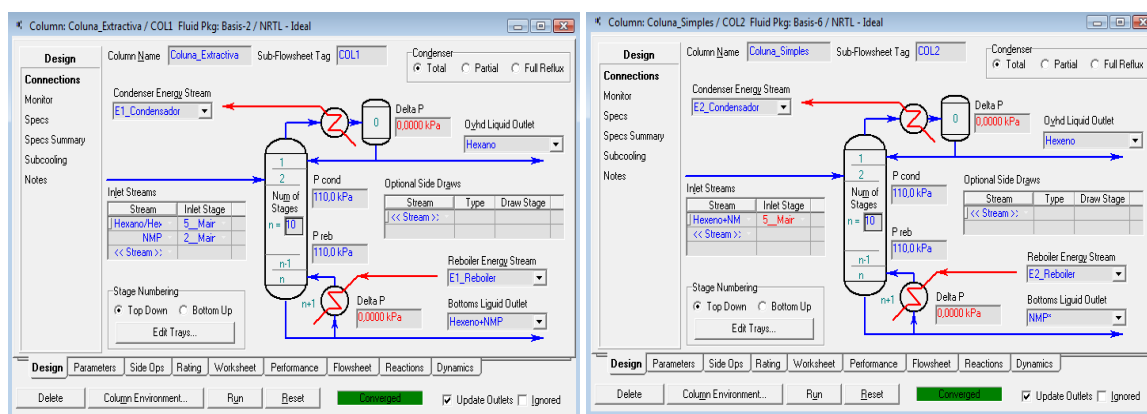 Column: Coluna_Extractiva / COL1 Fluid Pkg: Basis-2 / NRTL - Ideal
Design
Connections
Monitor
Specs
Specs Summary
Subcooling
Notes
Column Name Coluna_Extractiva Sub-Flowsheet Tag COL1
Condenser
Total Partial Full Reflux
Condenser Energy Stream
E1_Condensador
Delta P
0,0000 kPa
0
Ovhd Liquid Outlet
Hexano
1
2
Num of
Stages
n = 10
n-1
n
n+1
P cond
110,0 kPa
P reb
110,0 kPa
Optional Side Draws
Stream Type Draw Stage
<< Stream >>
Inlet Streams
Stream Inlet Stage
Hexano/Hex 5__Mair
NMP 2__Mair
<< Stream >>
Stage Numbering
Top Down Bottom Up
Edit Trays...
Delta P
0,0000 kPa
Reboiler Energy Stream
E1_Reboiler
Bottoms Liquid Outlet
Hexeno+NMP
Design Parameters Side Ops Rating Worksheet Performance Flowsheet Reactions Dynamics
Delete Column Environment... Run Reset Converged Update Outlets Ignored
Column: Coluna_Simples / COL2 Fluid Pkg: Basis-6 / NRTL - Ideal
Design
Connections
Monitor
Specs
Specs Summary
Subcooling
Notes
Column Name Coluna_Simples Sub-Flowsheet Tag COL2
Condenser
Total Partial Full Reflux
Condenser Energy Stream
E2_Condensador
Delta P
0,0000 kPa
0
Ovhd Liquid Outlet
Hexeno
1
2
Num of
Stages
n = 10
n-1
n
n+1
P cond
110,0 kPa
P reb
110,0 kPa
Optional Side Draws
Stream Type Draw Stage
<< Stream >>
Inlet Streams
Stream Inlet Stage
Hexeno+NM 5__Mair
<< Stream >>
Stage Numbering
Top Down Bottom Up
Edit Trays...
Delta P
0,0000 kPa
Reboiler Energy Stream
E2_Reboiler
Bottoms Liquid Outlet
NMP*
Design Parameters Side Ops Rating Worksheet Performance Flowsheet Reactions Dynamics
Delete Column Environment... Run Reset Converged Update Outlets Ignored